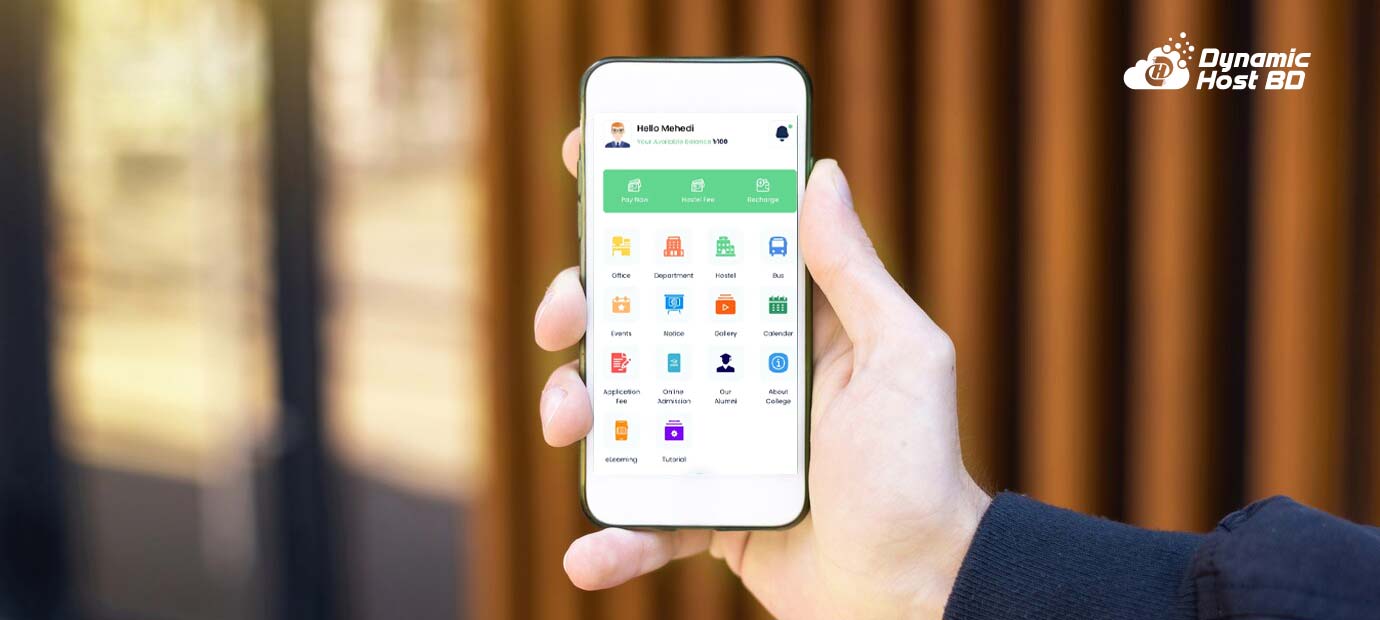 Dynamic
Host BD
Hello Mehedi
Your Available Balance ৳100
Pay Now
Hostel Fee
Recharge
Office
Department
Hostel
Bus
Events
Notice
Gallery
Calender
Application
Fee
Online
Admission
Our
Alumni
About
College
eLearning
Tutorial